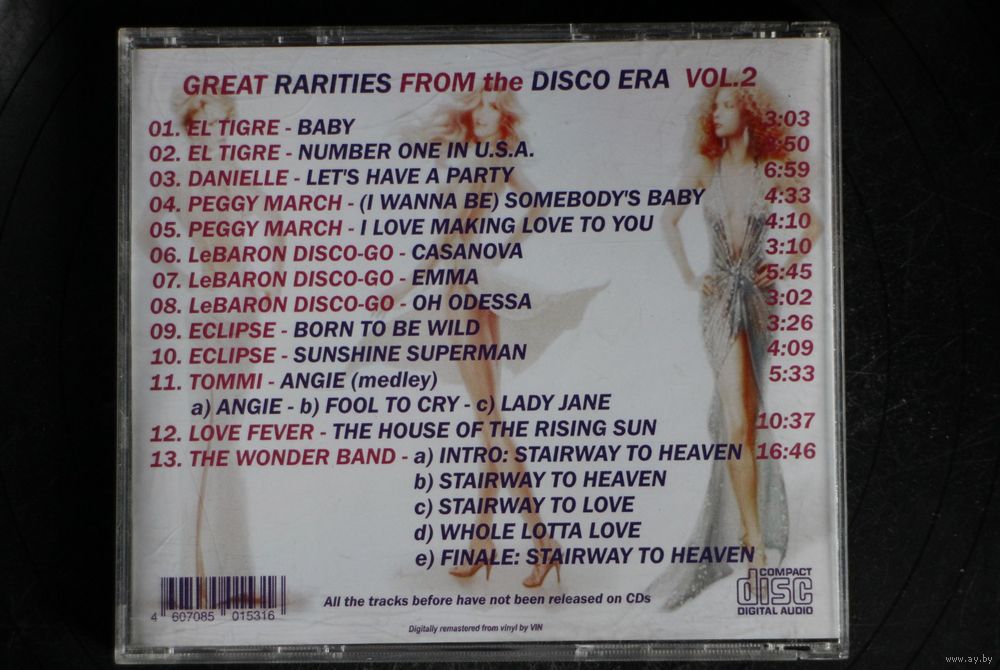 GREAT RARITIES FROM the DISCO ERA VOL.2
01. EL TIGRE - BABY 3:03
02. EL TIGRE - NUMBER ONE IN U.S.A. :50
03. DANIELLE - LET'S HAVE A PARTY 6:59
04. PEGGY MARCH - (I WANNA BE) SOMEBODY'S BABY 4:33
05. PEGGY MARCH - I LOVE MAKING LOVE TO YOU 4:10
06. LeBARON DISCO-GO - CASANOVA 3:10
07. LeBARON DISCO-GO - EMMA 5:45
08. LeBARON DISCO-GO - OH ODESSA 3:02
09. ECLIPSE - BORN TO BE WILD 3:26
10. ECLIPSE - SUNSHINE SUPERMAN 4:09
11. TOMMI - ANGIE (medley) 5:33
a) ANGIE - b) FOOL TO CRY - c) LADY JANE
12. LOVE FEVER - THE HOUSE OF THE RISING SUN 10:37
13. THE WONDER BAND - a) INTRO: STAIRWAY TO HEAVEN 16:46
b) STAIRWAY TO HEAVEN
c) STAIRWAY TO LOVE
d) WHOLE LOTTA LOVE
e) FINALE: STAIRWAY TO HEAVEN
4 607085 015316
All the tracks before have not been released on CDs
Digitally remastered from vinyl by VIN
COMPACT
disc
DIGITAL AUDIO
www.ay.by